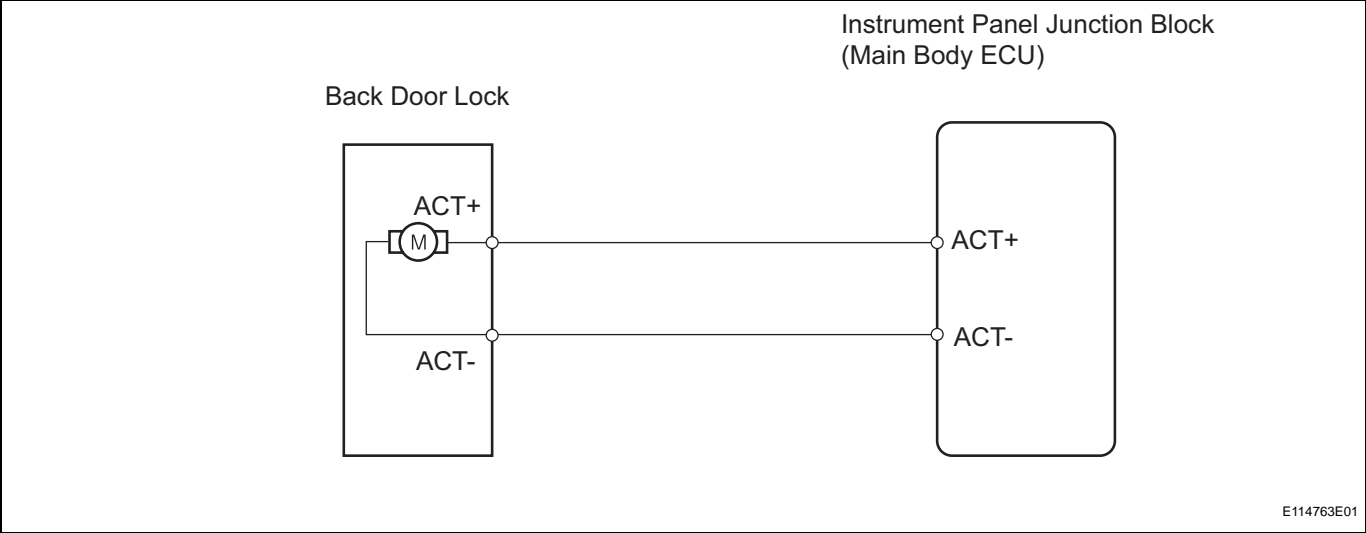 Instrument Panel Junction Block
(Main Body ECU)
Back Door Lock
ACT+
M
ACT+
ACT-
ACT-
E114763E01